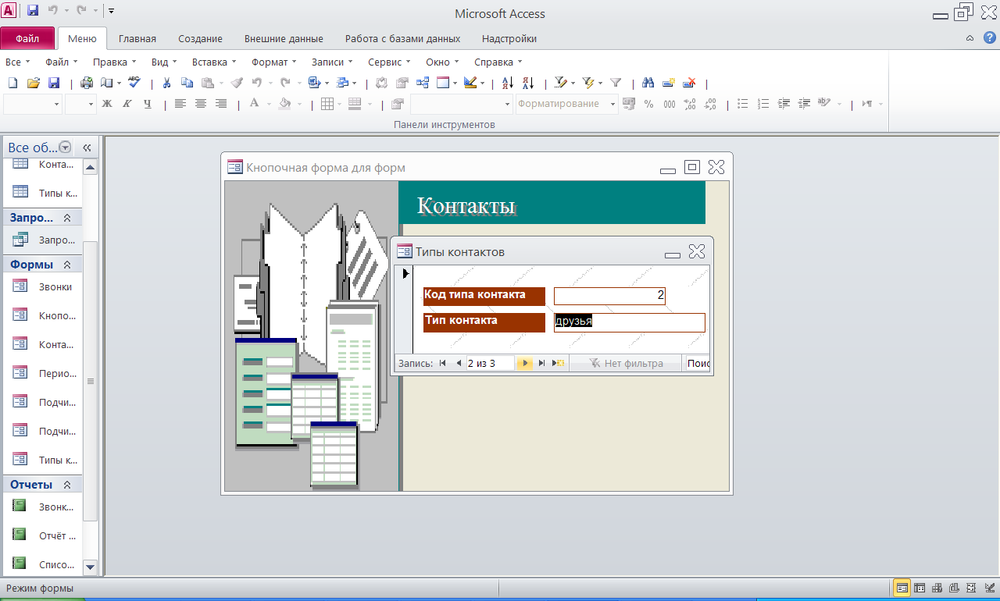 Microsoft Access
Файл Меню Главная Создание Внешние данные Работа с базами данных Надстройки
Все Файл Правка Вид Вставка Формат Записи Сервис Окно Справка
Ж К Ч А Форматирование % 000
Панели инструментов
Все об...
Конта...
Типы к...
Запро...
Запро...
Формы
Звонки
Кнопо...
Конта...
Перио...
Подчи...
Подчи...
Типы к...
Отчеты
Звонк...
Отчёт ...
Списо...
Кнопочная форма для форм
Контакты
Типы контактов
Код типа контакта 2
Тип контакта друзья
Запись: 2 из 3 Нет фильтра Поис
Режим формы